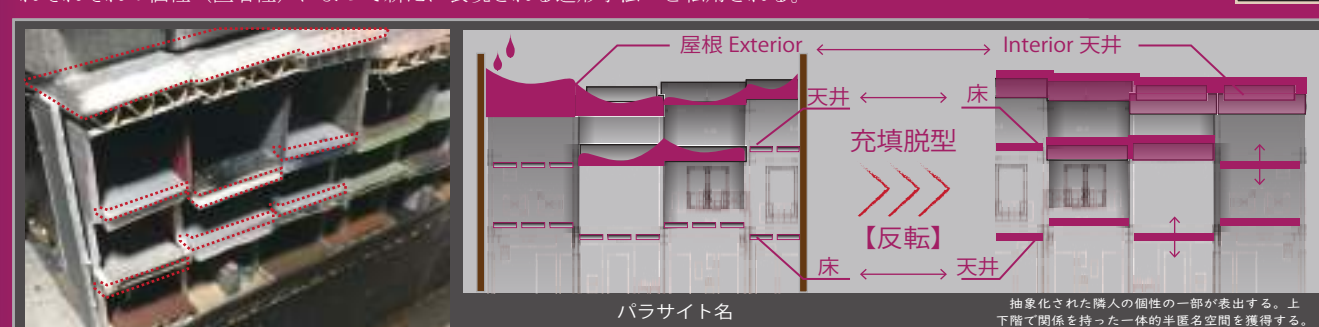 屋根 Exterior
Interior 天井
天井
床
充填脱型
【反転】
床
天井
パラサイト名
抽象化された隣人の個性の一部が表出する。上
下階で関係を持った一体的半匿名空間を獲得する。